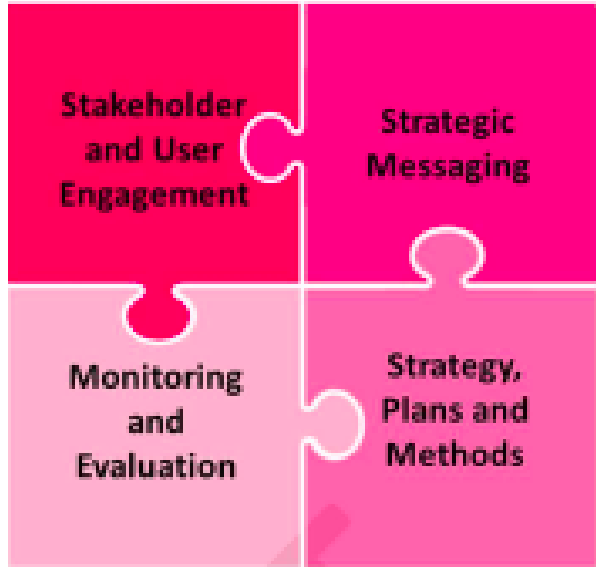 Stakeholder
and User
Engagement
Strategic
Messaging
Monitoring
and
Evaluation
Strategy,
Plans and
Methods